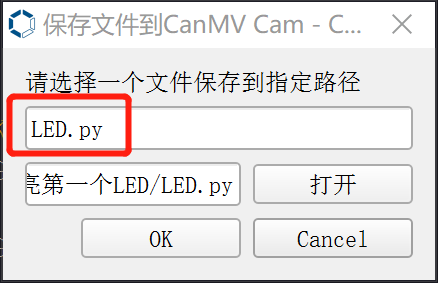 保存文件到CanMV Cam - C...
请选择一个文件保存到指定路径
LED.py
亮第一个LED/LED.py
打开
OK
Cancel